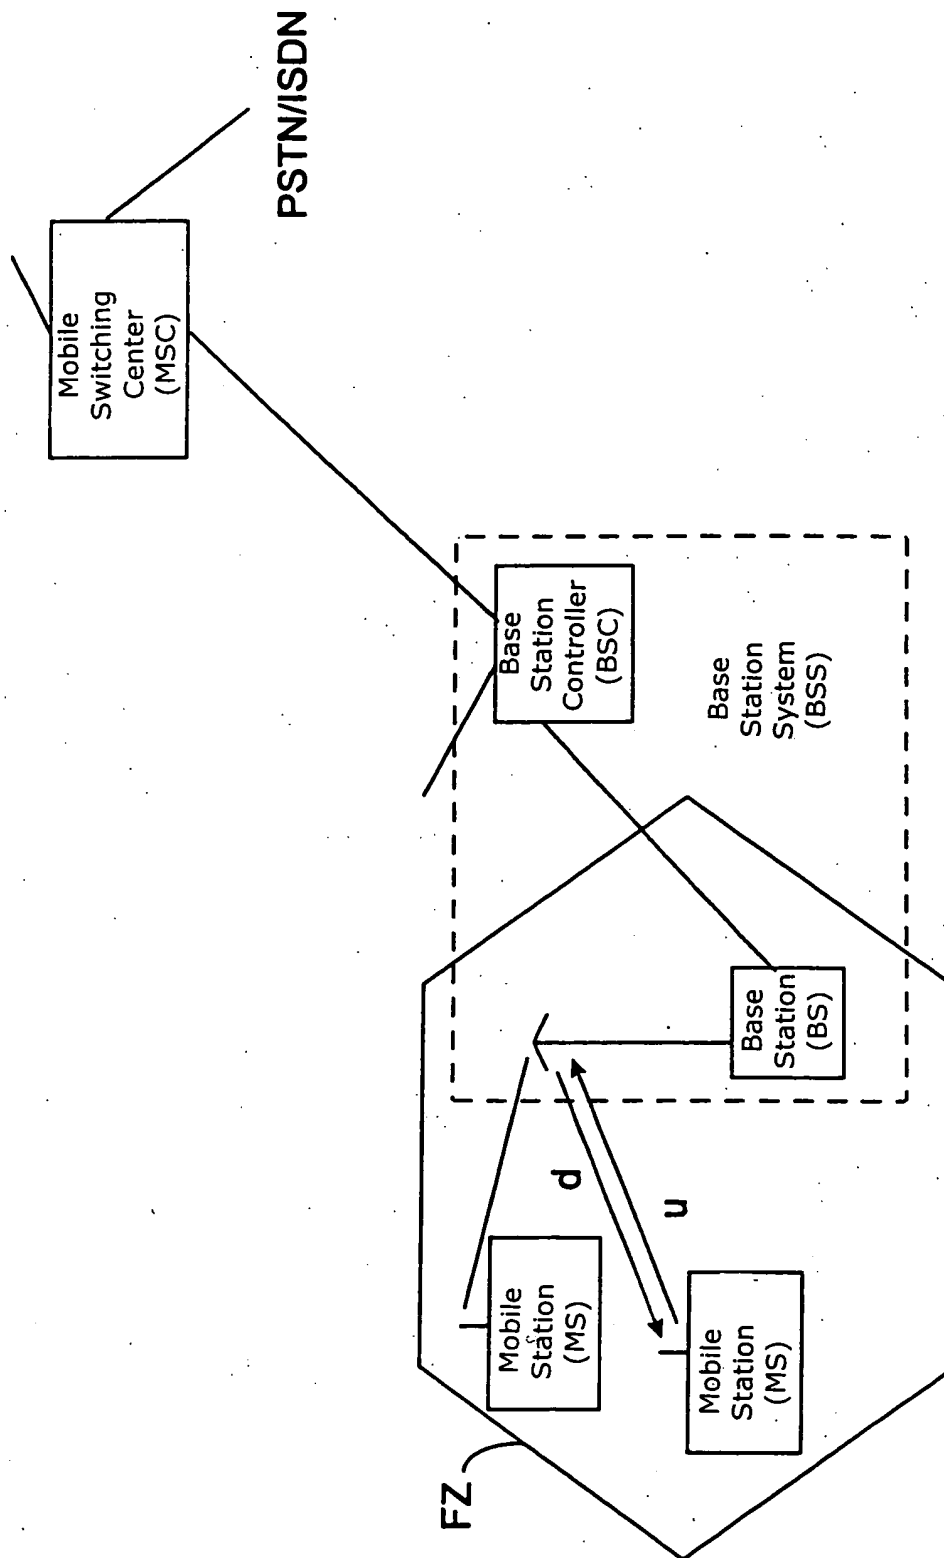 PSTN/ISDN
Mobile
Switching
Center
(MSC)
Base
Station
Controller
(BSC)
Base
Station
System
(BSS)
Base
Station
(BS)
d
u
Mobile
Station
(MS)
Mobile
Station
(MS)
FZ